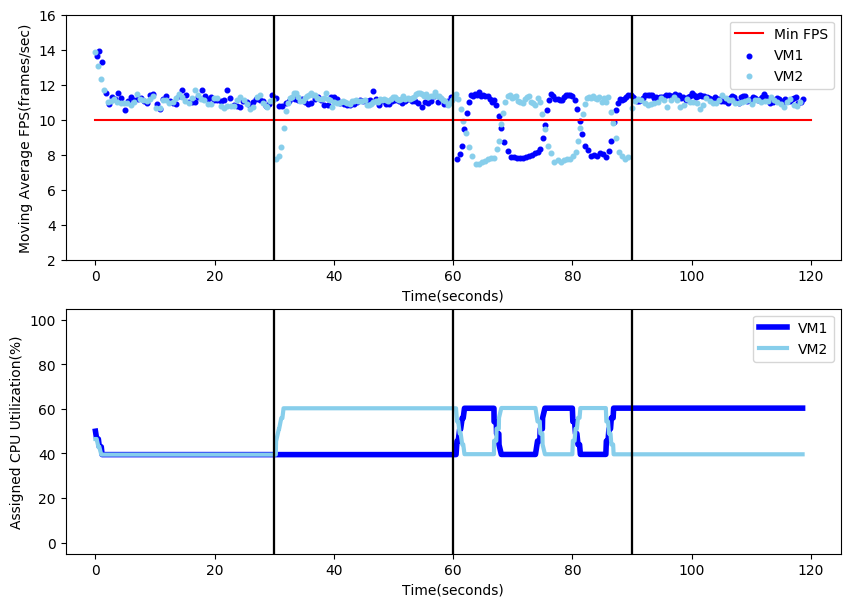 Moving Average FPS(frames/sec)
16
14
12
10
8
6
4
2
Min FPS
VM1
VM2
0 20 40 60 80 100 120
Time(seconds)
Assigned CPU Utilization(%)
100
80
60
40
20
0
VM1
VM2
0 20 40 60 80 100 120
Time(seconds)